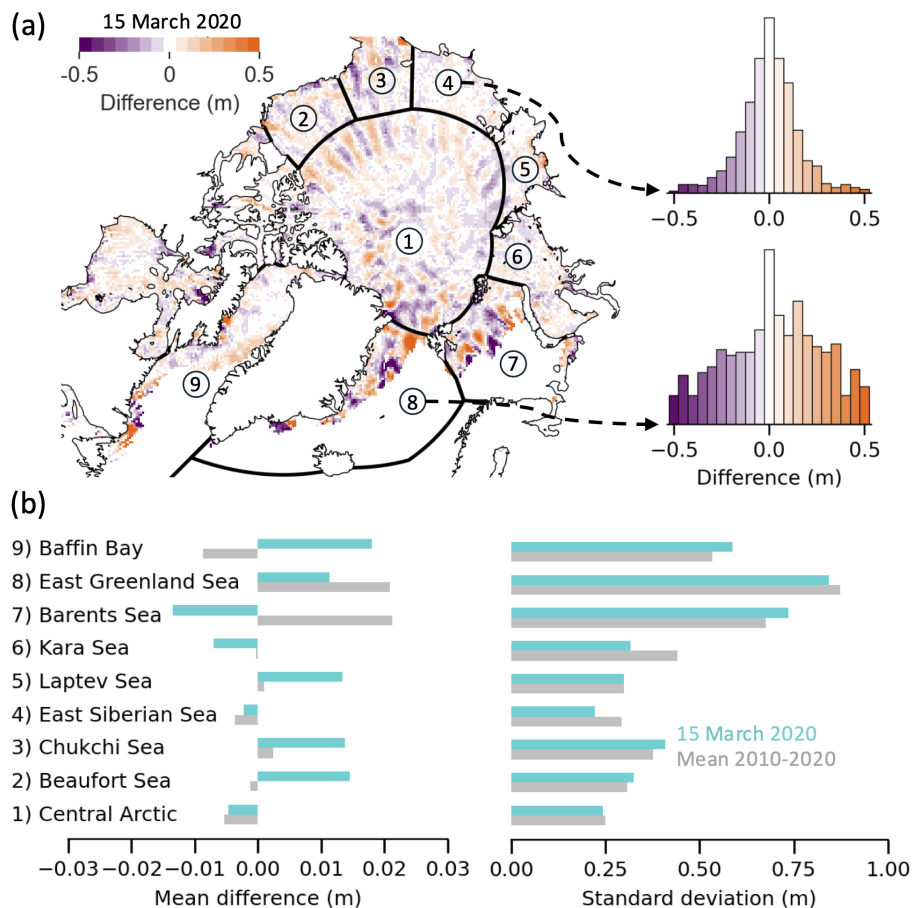 (a)
15 March 2020
-0.5 0 0.5
Difference (m)
1
2
3
4
5
6
7
8
9
−0.5 0.0 0.5
−0.5 0.0 0.5
Difference (m)
(b)
9) Baffin Bay
8) East Greenland Sea
7) Barents Sea
6) Kara Sea
5) Laptev Sea
4) East Siberian Sea
3) Chukchi Sea
2) Beaufort Sea
1) Central Arctic
15 March 2020
Mean 2010-2020
−0.03 −0.02 −0.01 0.00 0.01 0.02 0.03
Mean difference (m)
0.00 0.25 0.50 0.75 1.00
Standard deviation (m)